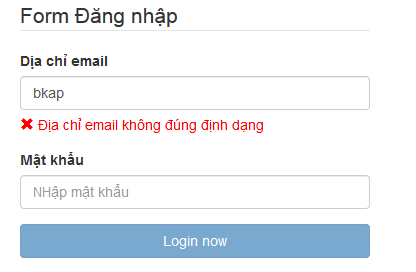 Form Đăng nhập
Địa chỉ email
bkap
✖ Địa chỉ email không đúng định dạng
Mật khẩu
NHập mật khẩu
Login now